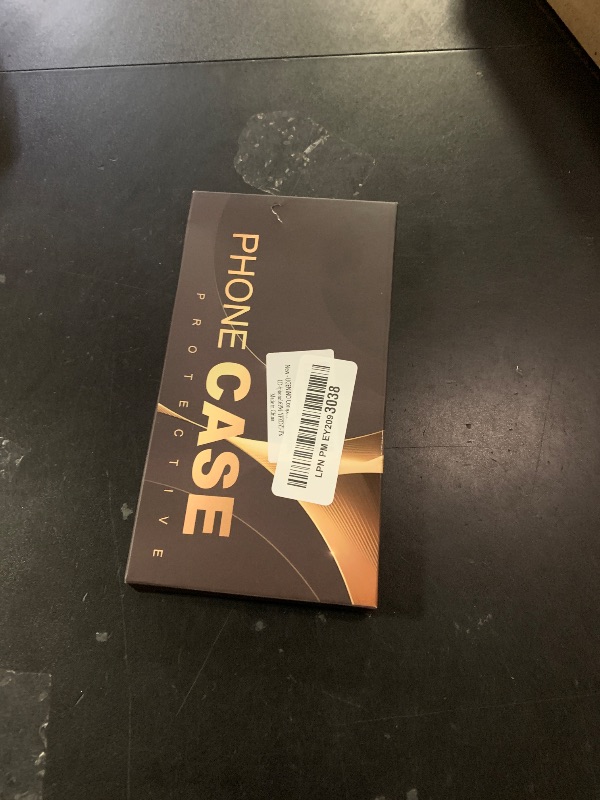 PHONE CASE
PROTECTIVE
LPN PM EY2093038